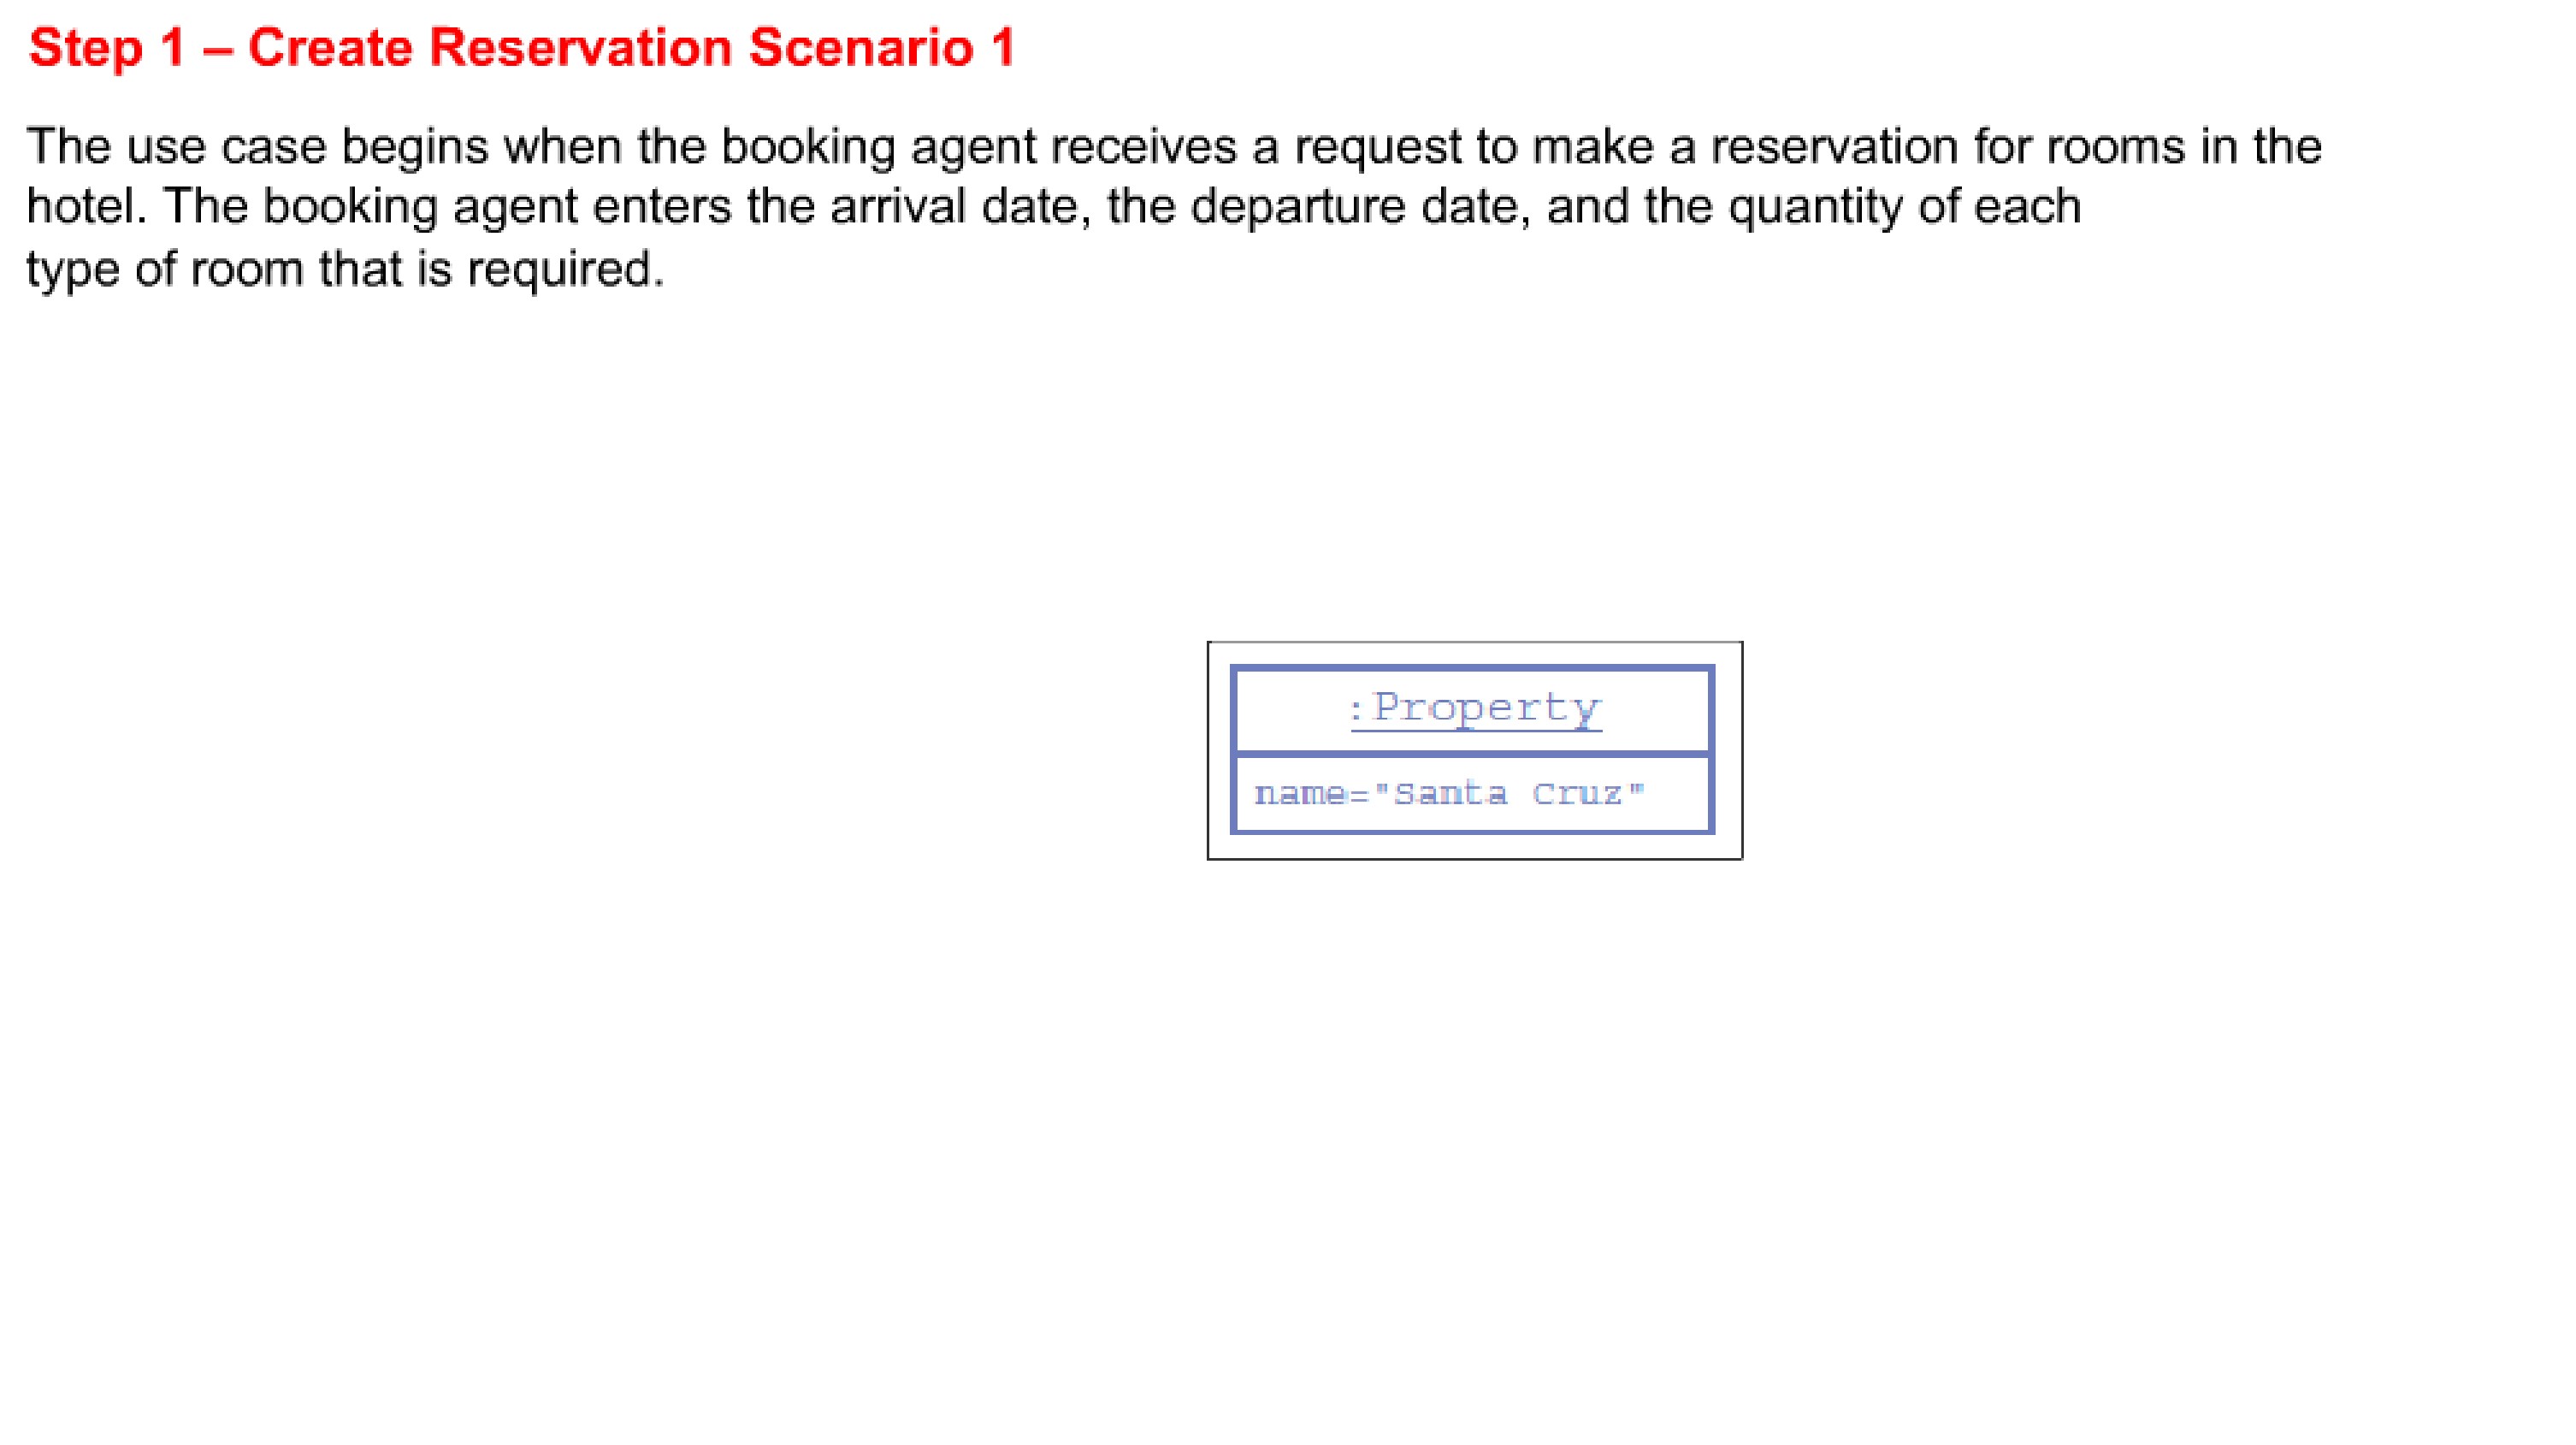 Step 1 – Create Reservation Scenario 1
The use case begins when the booking agent receives a request to make a reservation for rooms in the
hotel. The booking agent enters the arrival date, the departure date, and the quantity of each
type of room that is required.
:Property
name="Santa Cruz"